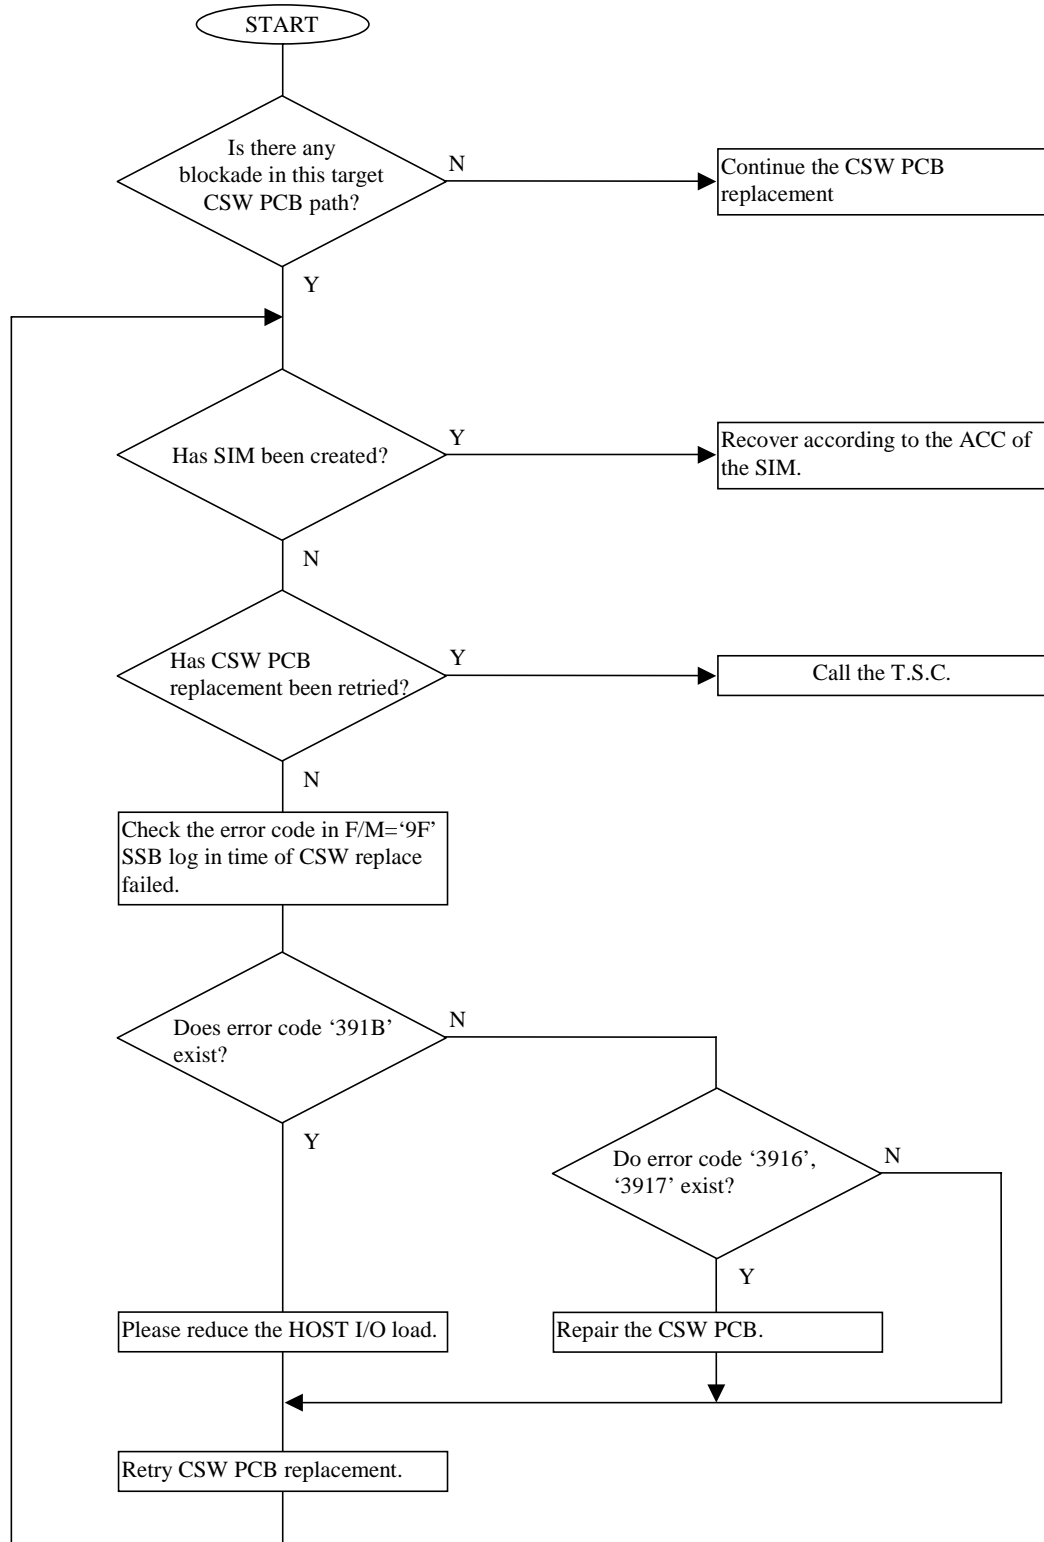 START
Is there any
blockade in this target
CSW PCB path?
N
Continue the CSW PCB
replacement
Y
Has SIM been created?
Y
Recover according to the ACC of
the SIM.
N
Has CSW PCB
replacement been retried?
Y
Call the T.S.C.
N
Check the error code in F/M=‘9F’
SSB log in time of CSW replace
failed.
Does error code ‘391B’
exist?
N
Y
Do error code ‘3916’,
‘3917’ exist?
N
Y
Please reduce the HOST I/O load.
Repair the CSW PCB.
Retry CSW PCB replacement.